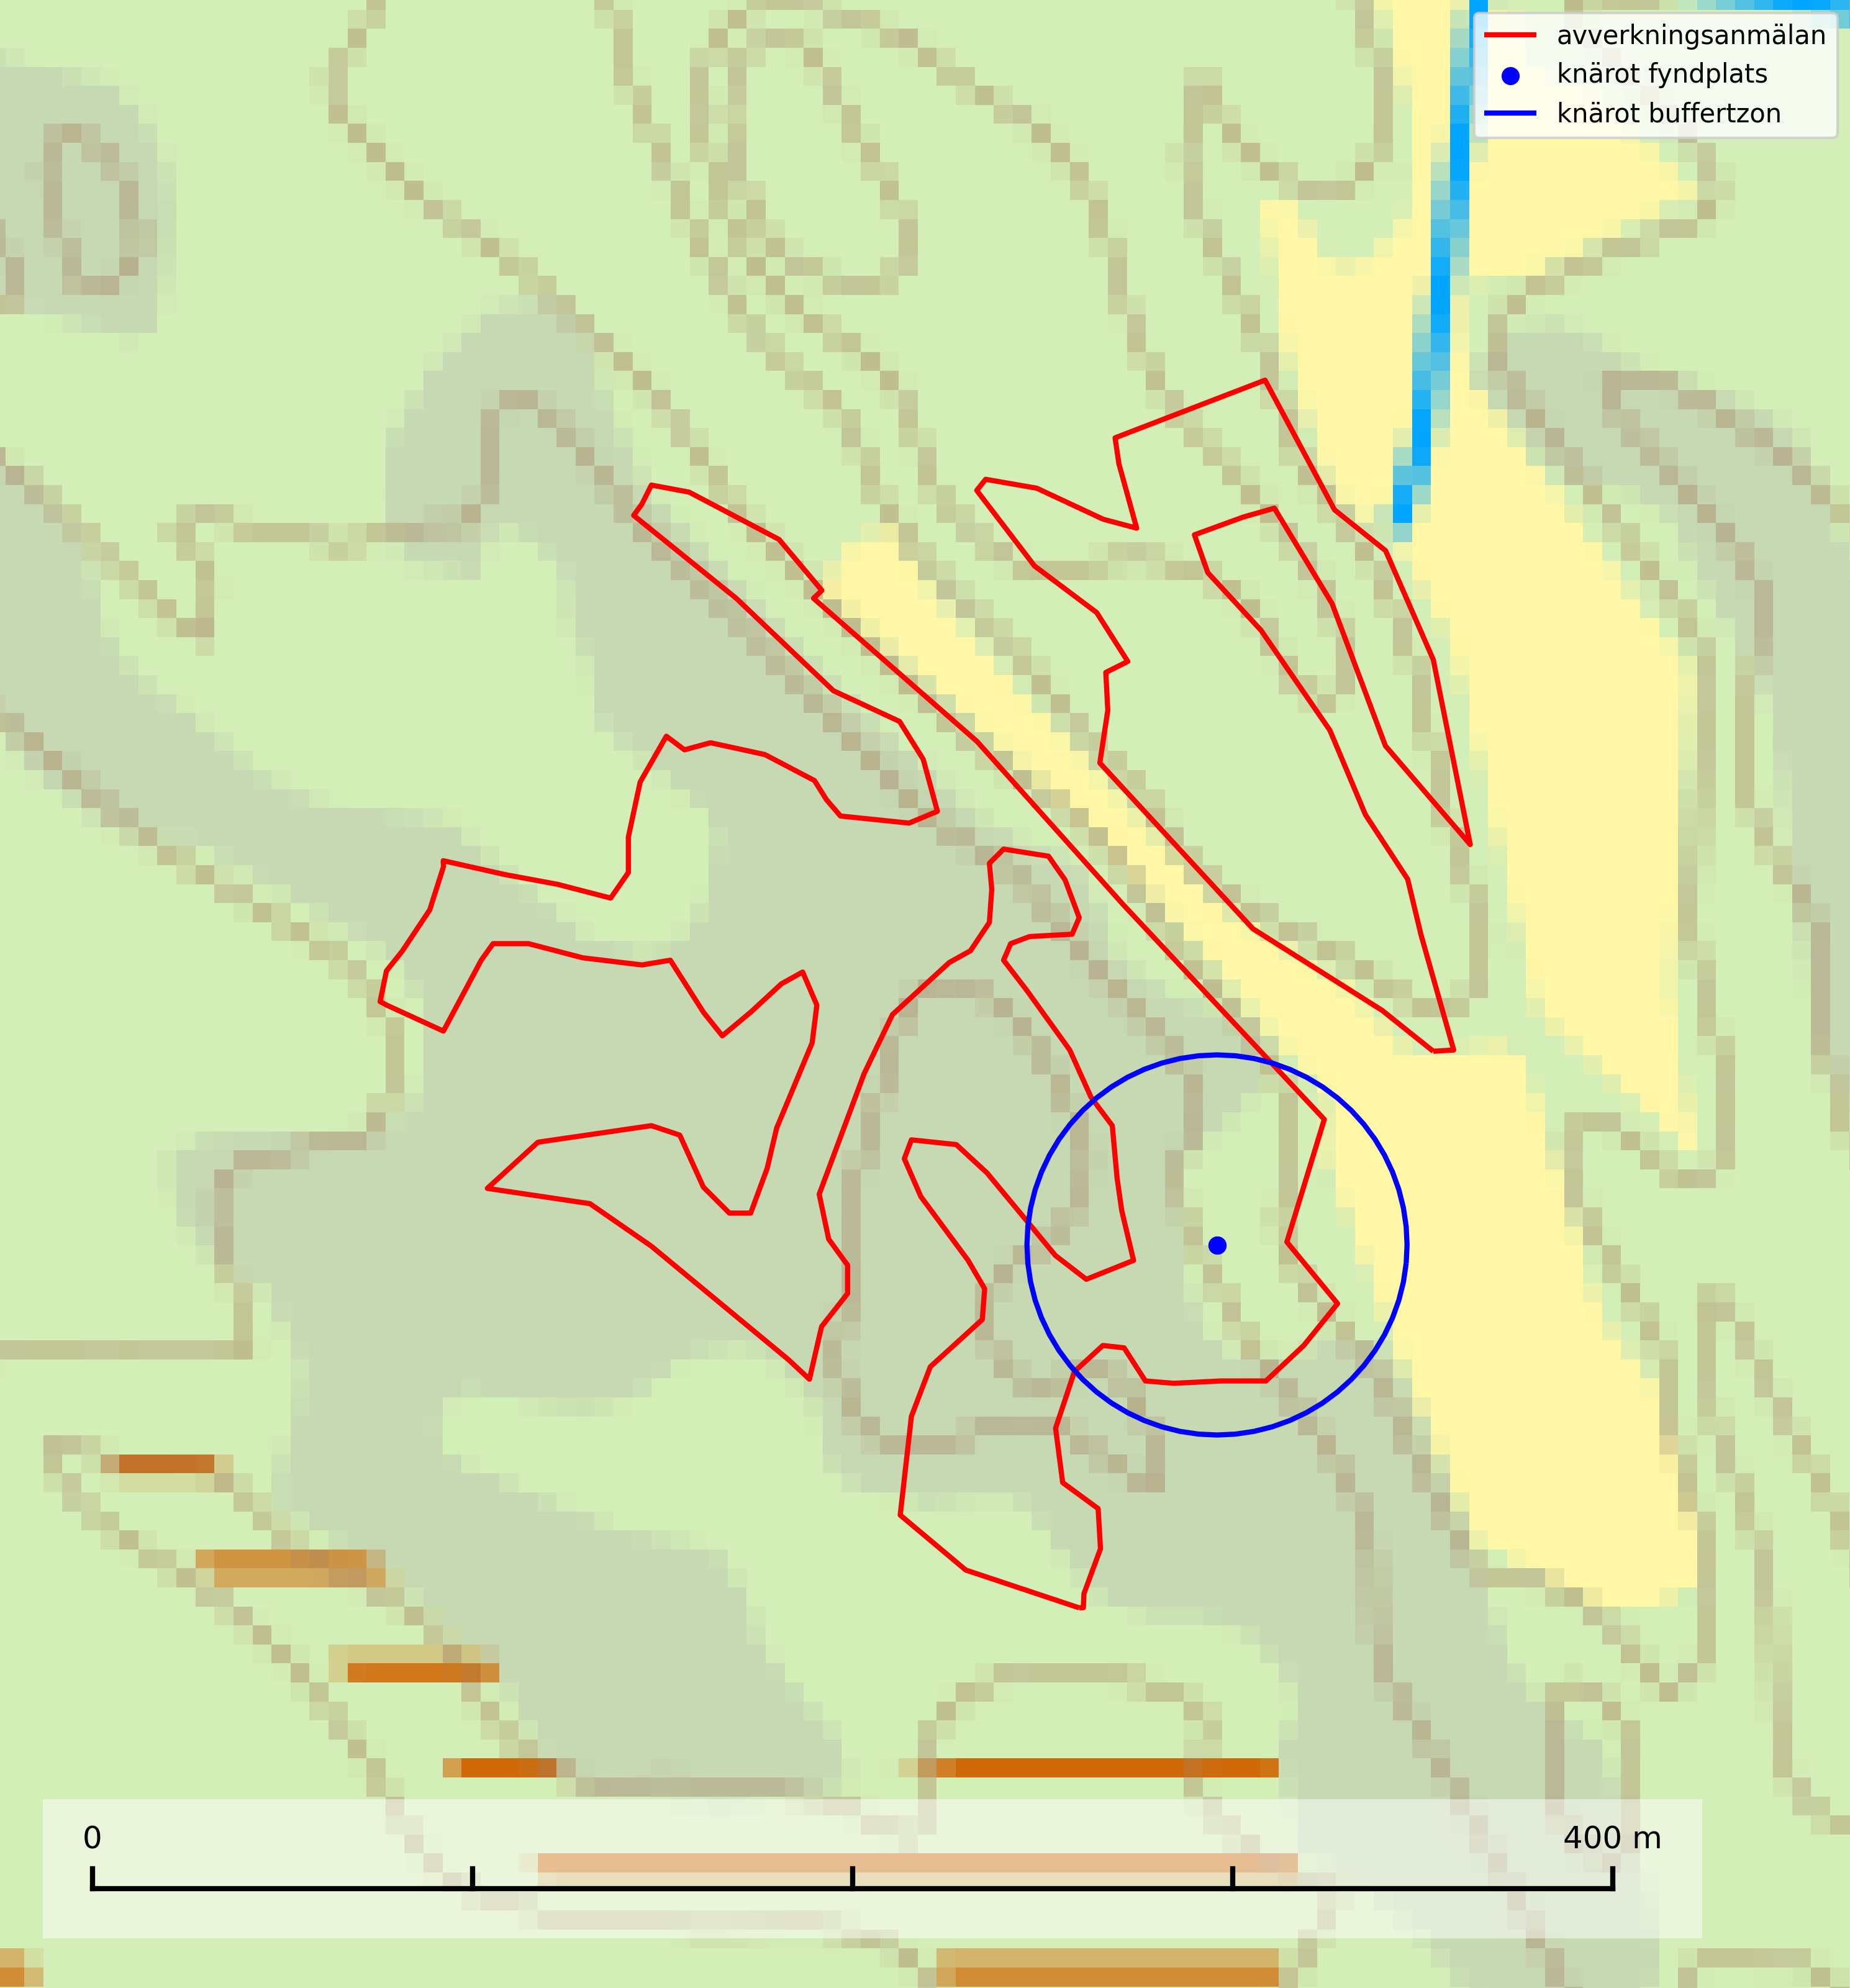 avverkningsanmälan
knärot fyndplats
knärot buffertzon
0
400 m